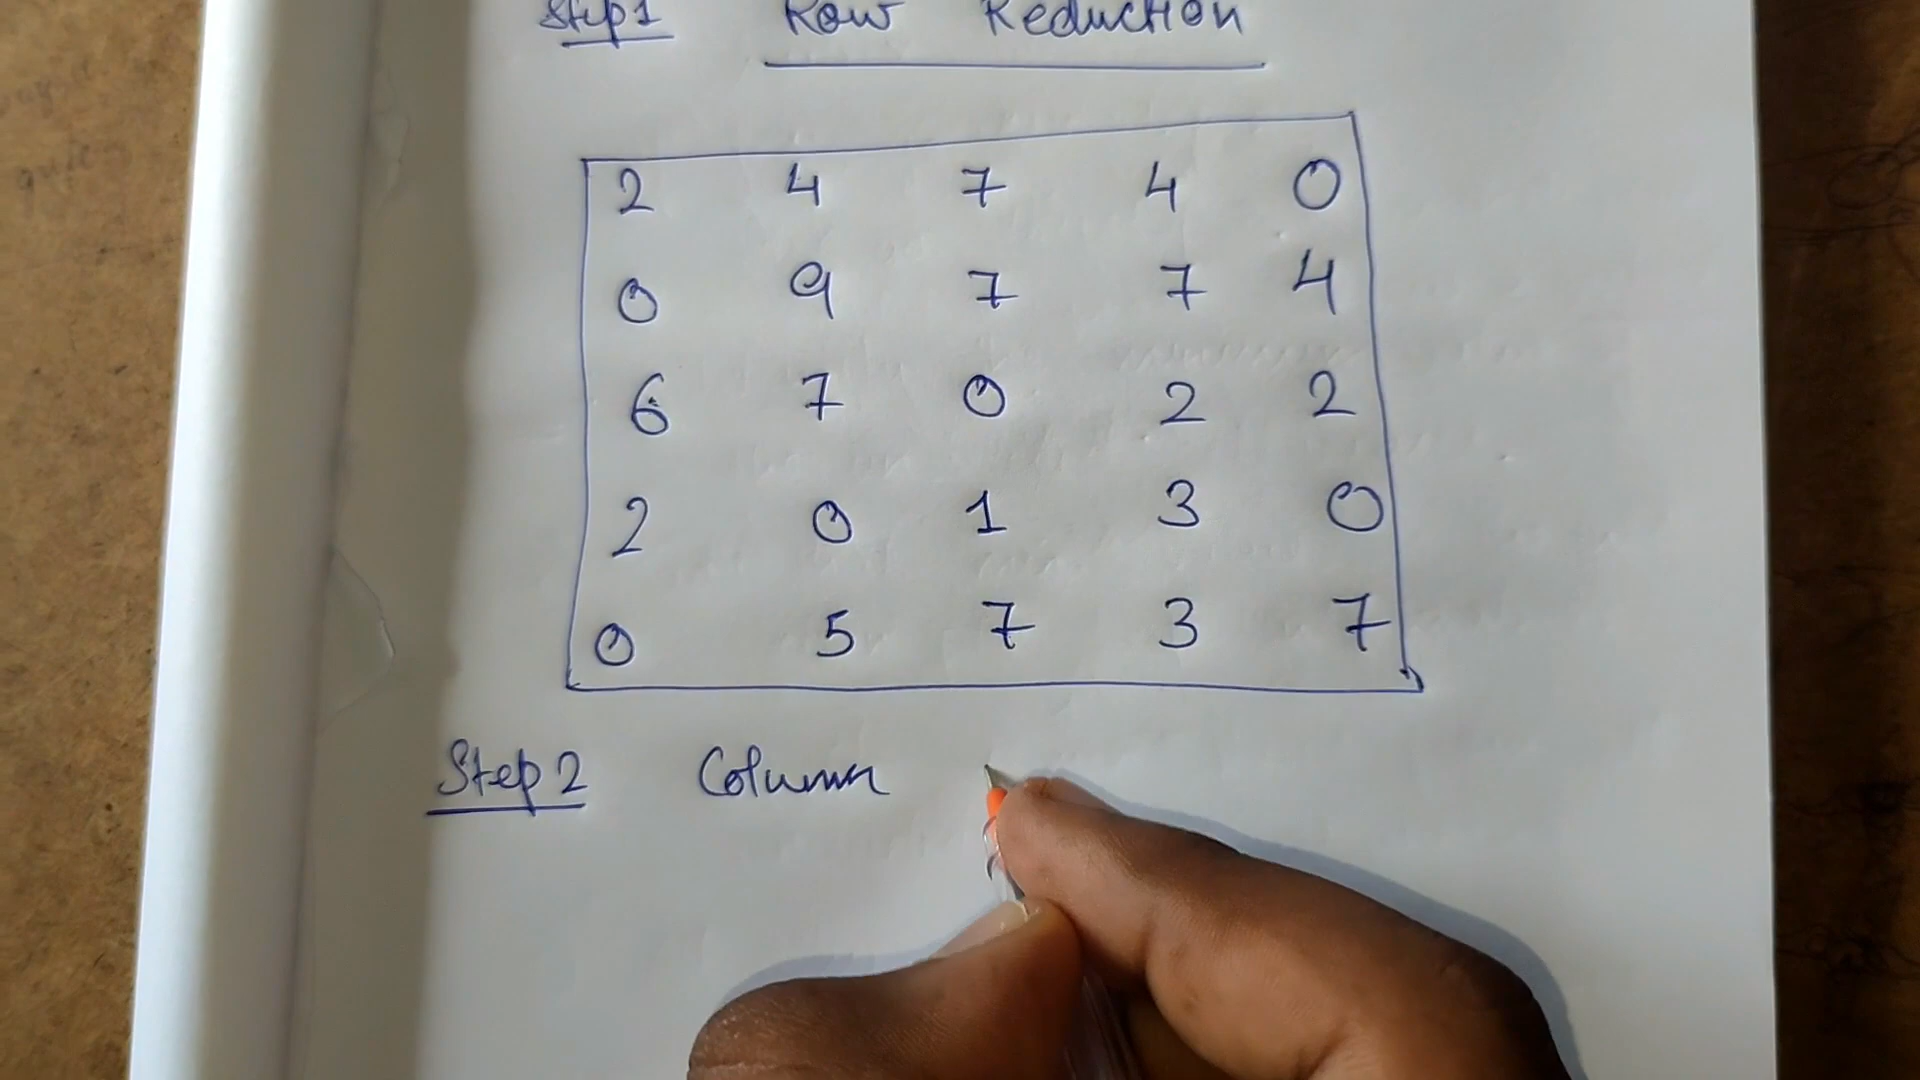 Step1 Row Reduction
2 4 7 4 0
0 9 7 7 4
6 7 0 2 2
2 0 1 3 0
0 5 7 3 7
Step 2 Column